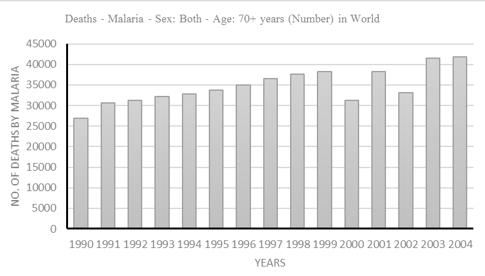 Deaths - Malaria - Sex: Both - Age: 70+ years (Number) in World
45000
40000
35000
30000
25000
20000
15000
10000
5000
0
NO. OF DEATHS BY MALARIA
1990 1991 1992 1993 1994 1995 1996 1997 1998 1999 2000 2001 2002 2003 2004
YEARS